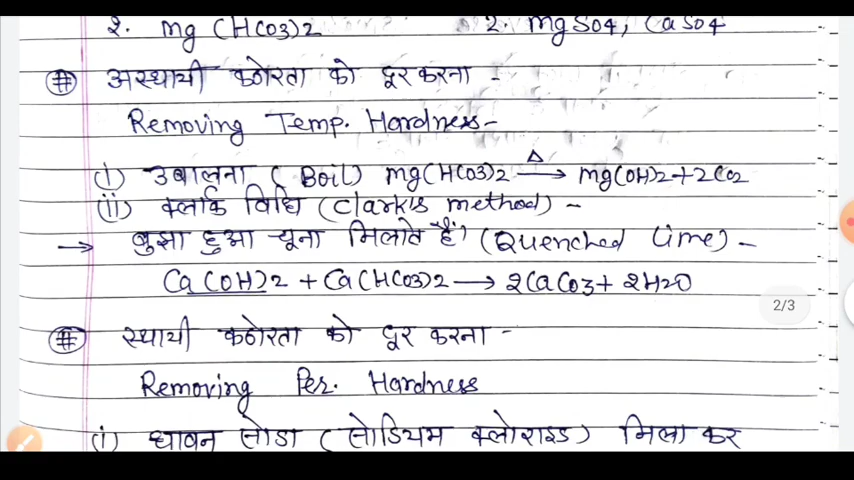 2. Mg (HCO3)2 2. MgSO4, CaSO4
# अस्थायी कठोरता को दूर करना -
Removing Temp. Hardness-
(i) उबालना ( Boil) Mg(HCO3)2 —Δ→ Mg(OH)2+2CO2
(ii) क्लार्क विधि (Clark's method) -
→ बुझा हुआ चूना मिलाते हैं। (Quenched lime) -
Ca(OH)2 + Ca(HCO3)2 → 2CaCO3+ 2H2O
2/3
# स्थायी कठोरता को दूर करना -
Removing Per. Hardness
(i) धावन सोडा (सोडियम क्लोराइड) मिला कर